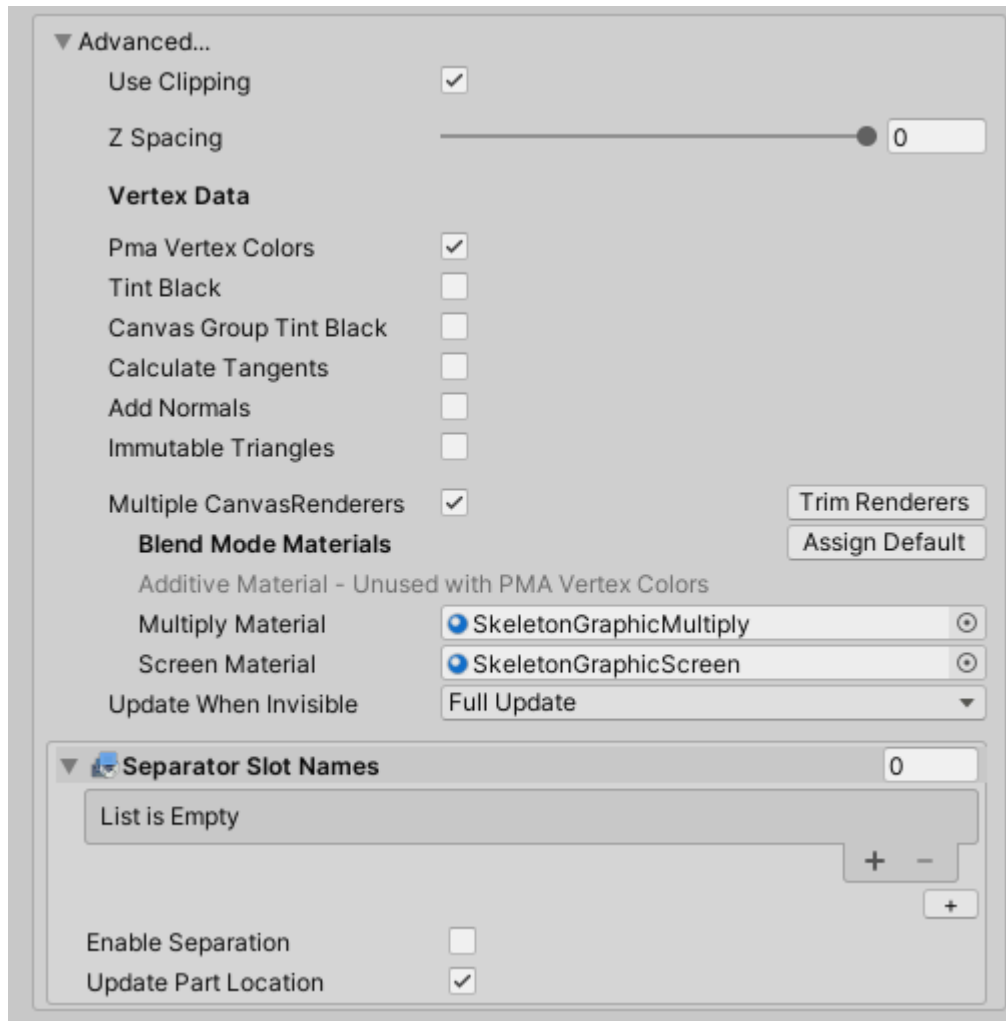 Advanced...
Use Clipping
Z Spacing 0
Vertex Data
Pma Vertex Colors
Tint Black
Canvas Group Tint Black
Calculate Tangents
Add Normals
Immutable Triangles
Multiple CanvasRenderers Trim Renderers
Blend Mode Materials Assign Default
Additive Material - Unused with PMA Vertex Colors
Multiply Material SkeletonGraphicMultiply
Screen Material SkeletonGraphicScreen
Update When Invisible Full Update
Separator Slot Names 0
List is Empty
+ −
+
Enable Separation
Update Part Location